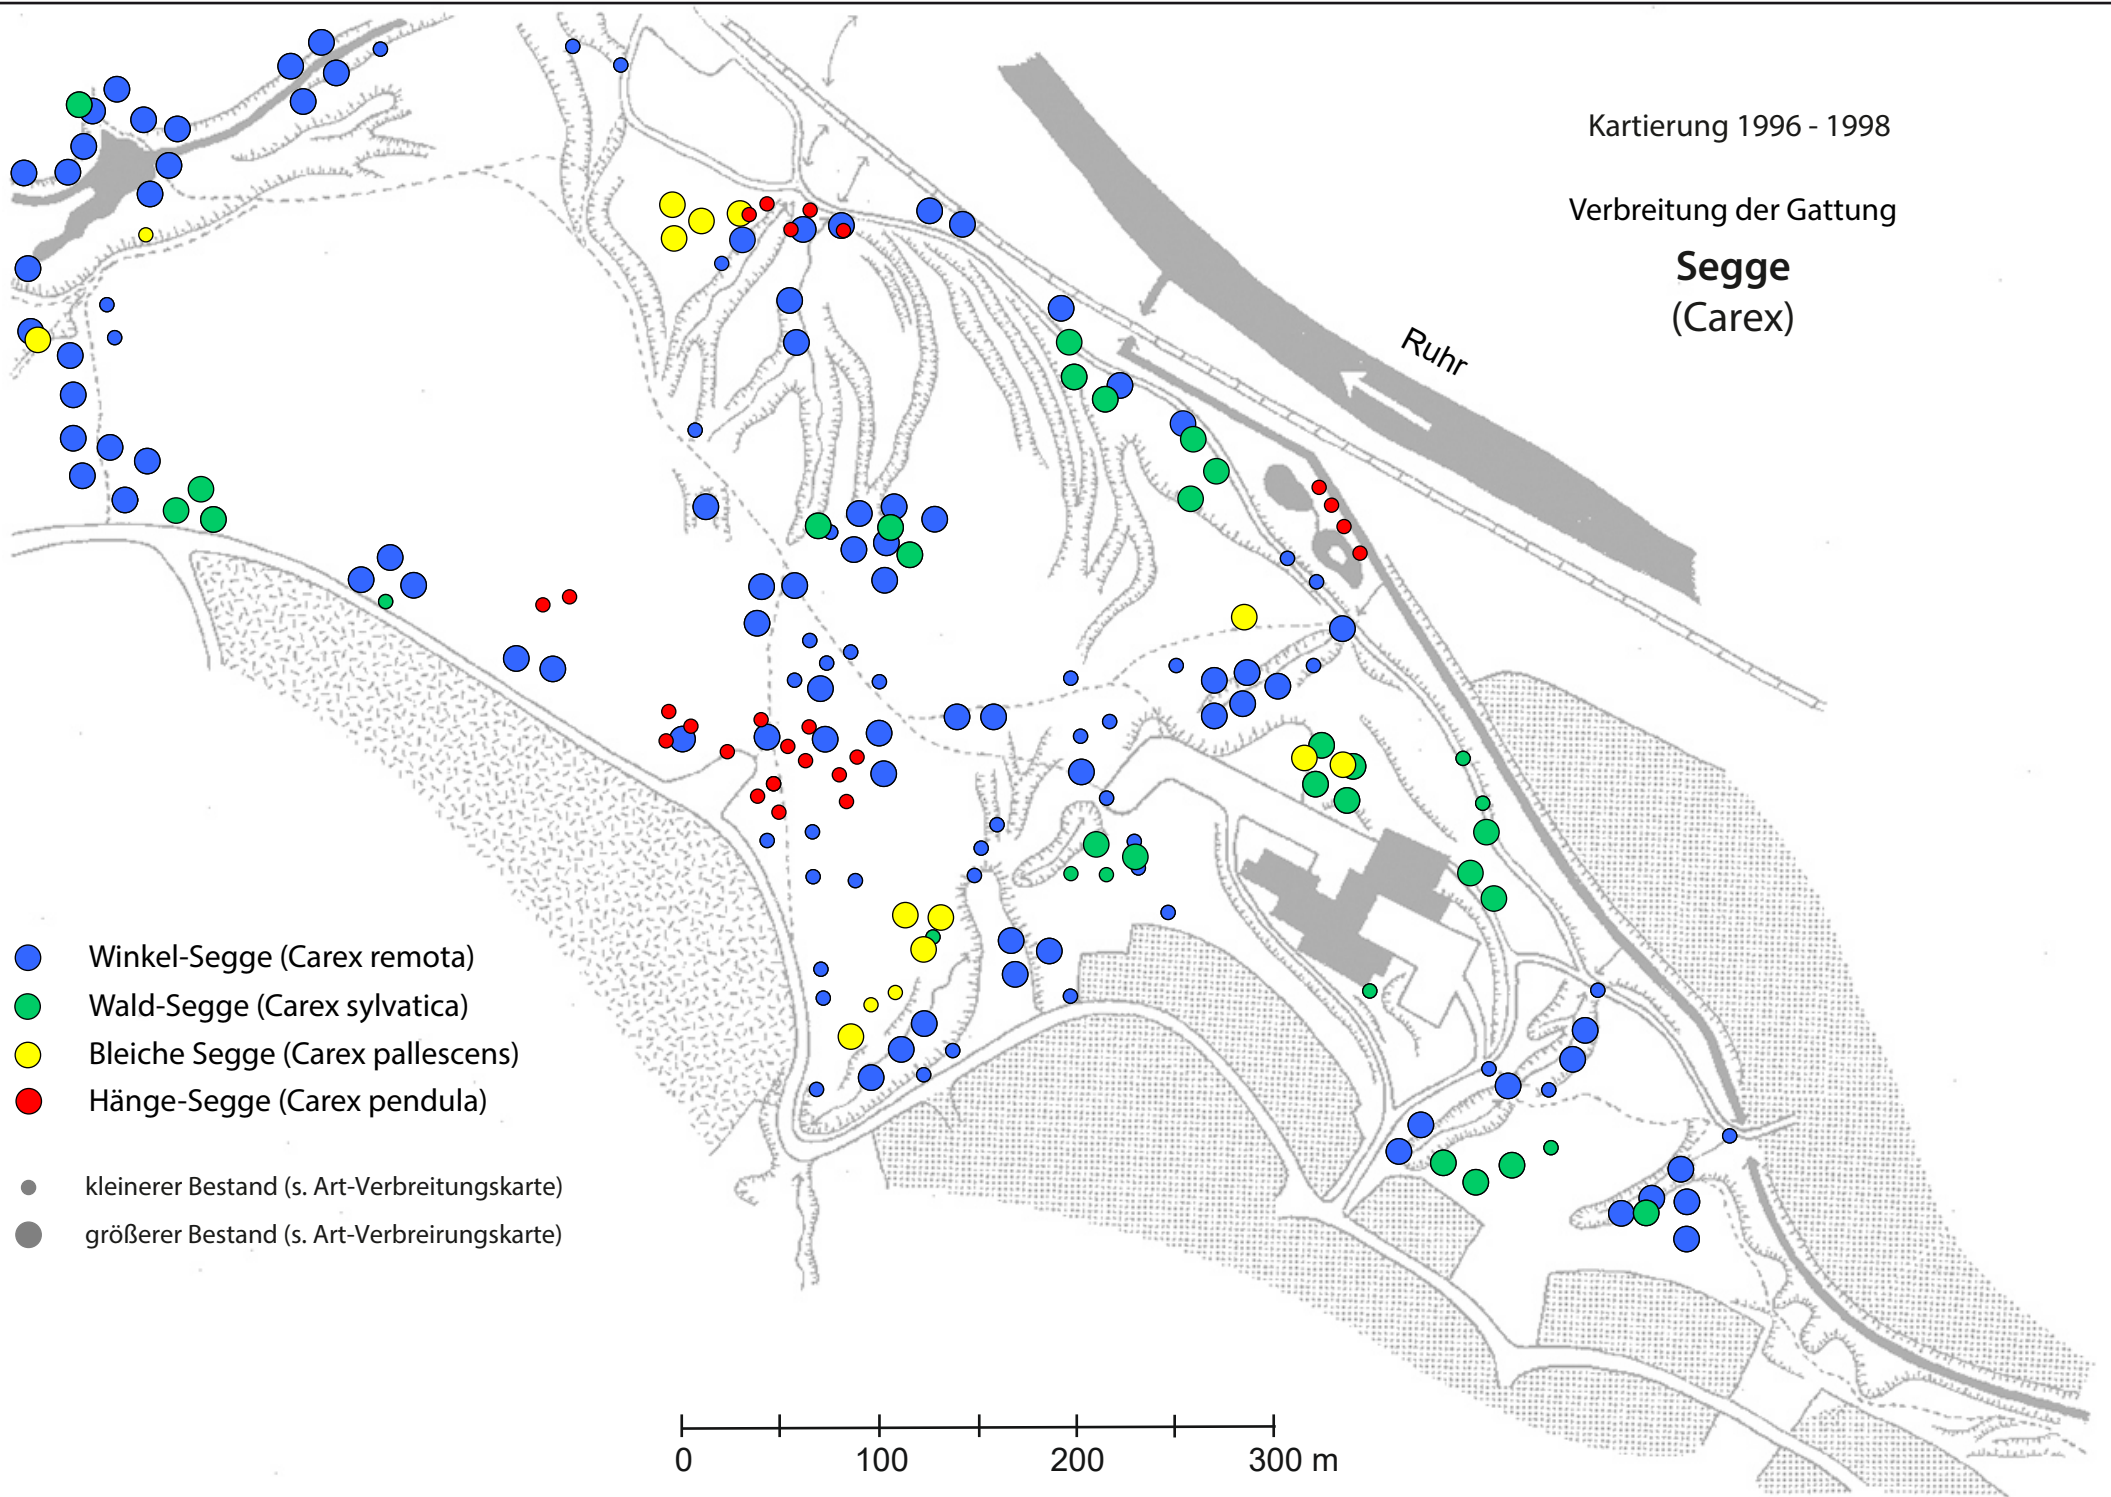 Kartierung 1996 - 1998
Verbreitung der Gattung
Segge
(Carex)
Ruhr
Winkel-Segge (Carex remota)
Wald-Segge (Carex sylvatica)
Bleiche Segge (Carex pallescens)
Hänge-Segge (Carex pendula)
kleinerer Bestand (s. Art-Verbreitungskarte)
größerer Bestand (s. Art-Verbreirungskarte)
0 100 200 300 m